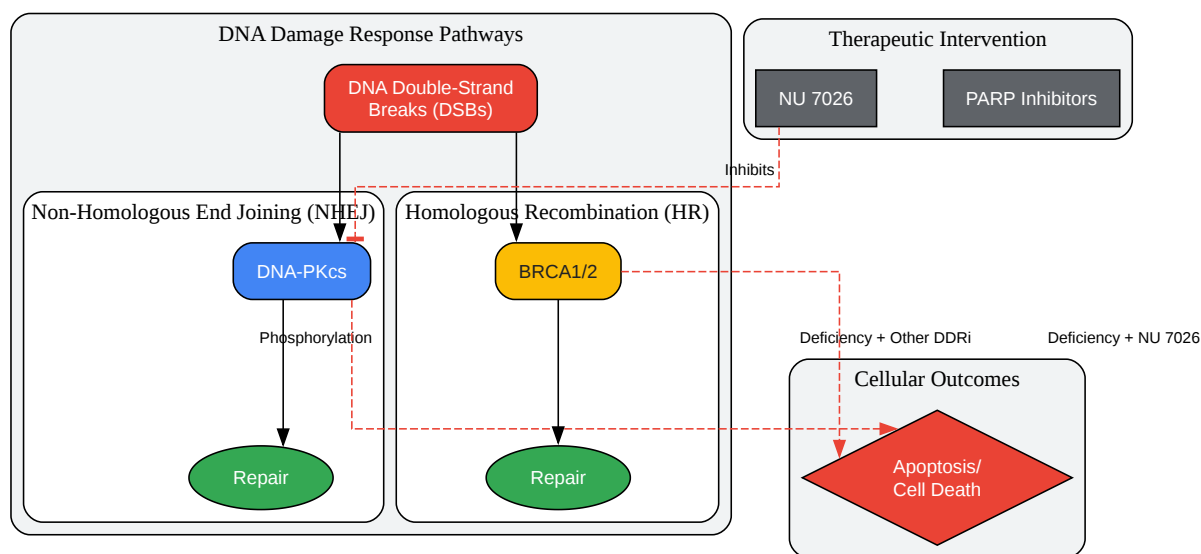 DNA Damage Response Pathways
Therapeutic Intervention
DNA Double-Strand
Breaks (DSBs)
NU 7026
PARP Inhibitors
Inhibits
Non-Homologous End Joining (NHEJ)
Homologous Recombination (HR)
DNA-PKcs
BRCA1/2
Phosphorylation
Deficiency + Other DDRi
Deficiency + NU 7026
Cellular Outcomes
Repair
Repair
Apoptosis/
Cell Death